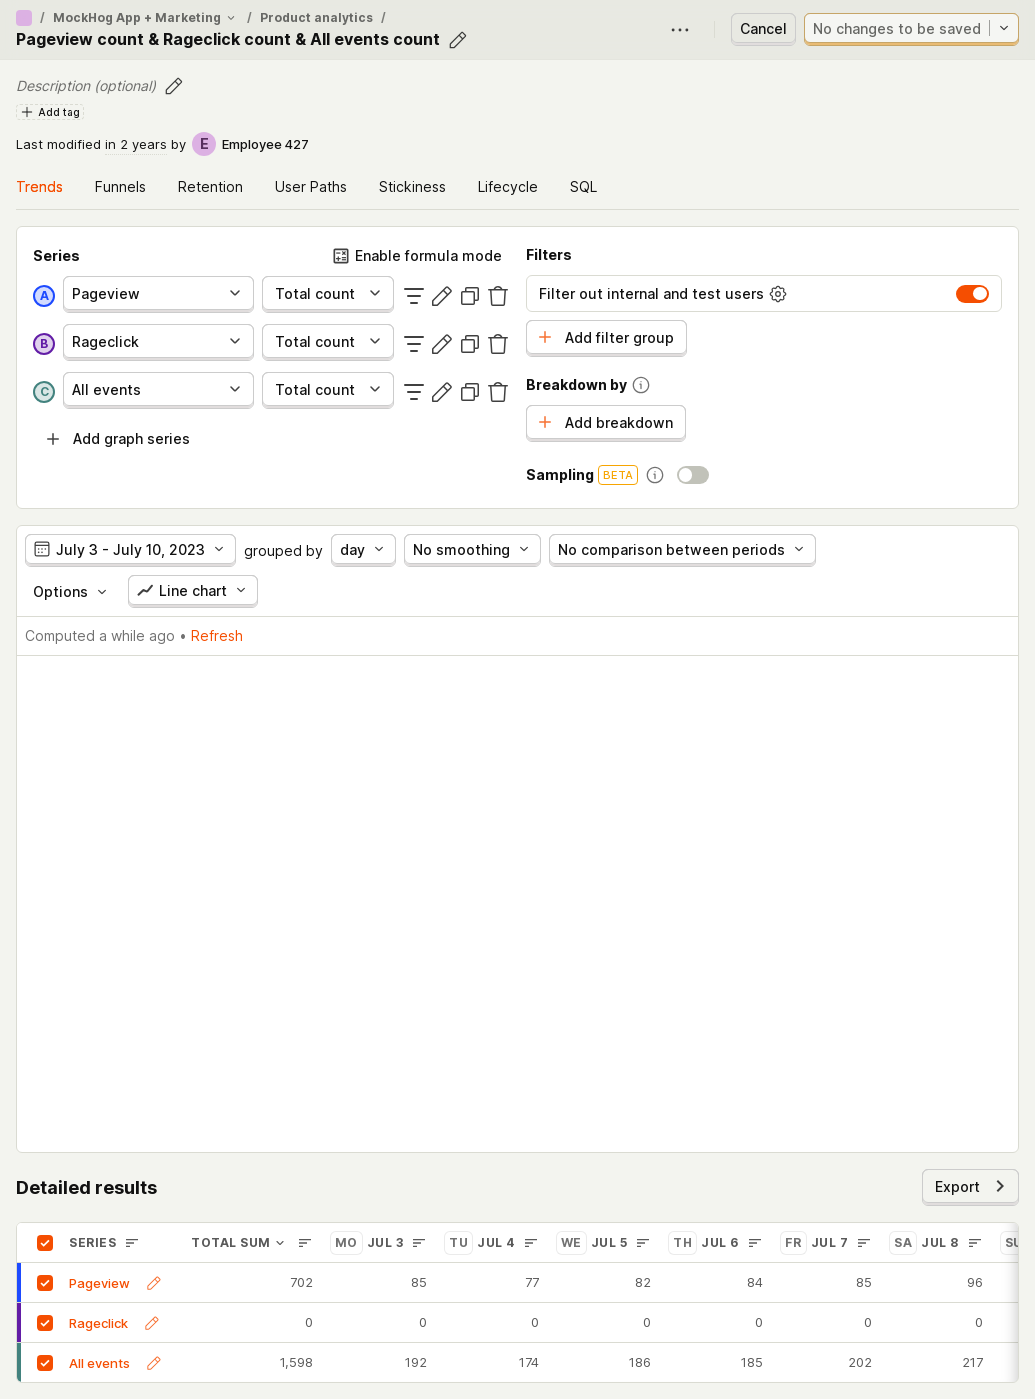 / MockHog App + Marketing / Product analytics /
Pageview count & Rageclick count & All events count
Cancel
No changes to be saved
Description (optional)
Add tag
Last modified in 2 years by E Employee 427
Trends Funnels Retention User Paths Stickiness Lifecycle SQL
Series
Enable formula mode
A Pageview Total count
B Rageclick Total count
C All events Total count
Add graph series
Filters
Filter out internal and test users
Add filter group
Breakdown by
Add breakdown
Sampling BETA
July 3 - July 10, 2023 grouped by day No smoothing No comparison between periods
Options Line chart
Computed a while ago • Refresh
Detailed results
Export
SERIES TOTAL SUM MO JUL 3 TU JUL 4 WE JUL 5 TH JUL 6 FR JUL 7 SA JUL 8
Pageview 702 85 77 82 84 85 96
Rageclick 0 0 0 0 0 0 0
All events 1,598 192 174 186 185 202 217